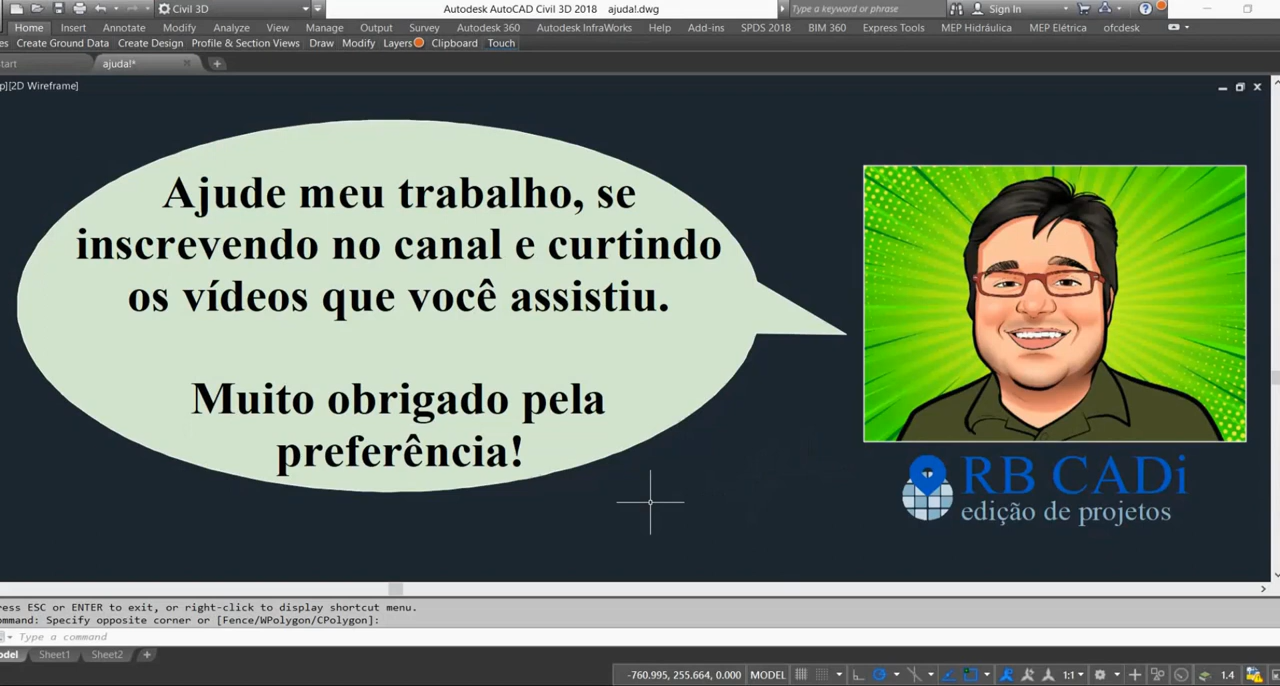 Civil 3D
Autodesk AutoCAD Civil 3D 2018 ajuda!.dwg
Type a keyword or phrase
Sign In
Home Insert Annotate Modify Analyze View Manage Output Survey Autodesk 360 Autodesk InfraWorks Help Add-ins SPDS 2018 BIM 360 Express Tools MEP Hidráulica MEP Elétrica ofcdesk
Create Ground Data Create Design Profile & Section Views Draw Modify Layers Clipboard Touch
ajuda!*
][2D Wireframe]
Ajude meu trabalho, se
inscrevendo no canal e curtindo
os vídeos que você assistiu.
Muito obrigado pela
preferência!
RB CADi
edição de projetos
ress ESC or ENTER to exit, or right-click to display shortcut menu.
ommand: Specify opposite corner or [Fence/WPolygon/CPolygon]:
Type a command
odel Sheet1 Sheet2
-760.995, 255.664, 0.000 MODEL 1:1 1.4